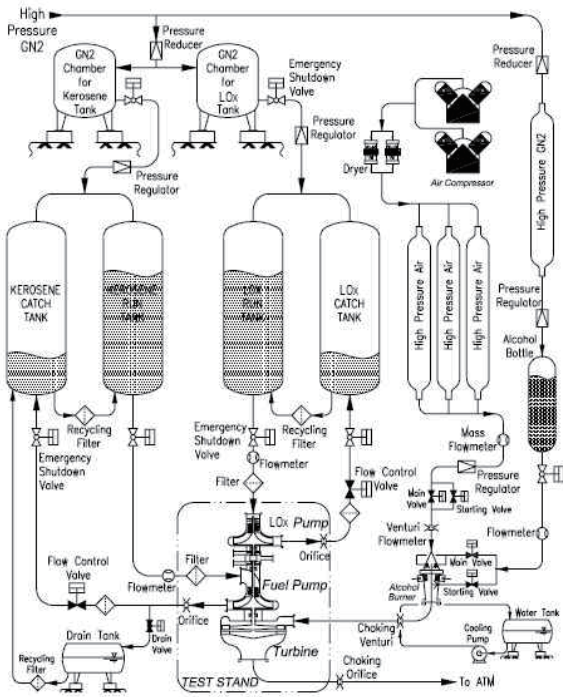 High
Pressure
GN2
Pressure
Reducer
GN2
Chamber
for
Kerosene
Tank
GN2
Chamber
for
LOx
Tank
Emergency
Shutdown
Valve
Pressure
Reducer
Pressure
Regulator
Pressure
Regulator
Dryer
Air Compressor
High Pressure GN2
KEROSENE
CATCH
TANK
KEROSENE
RUN
TANK
LOx
RUN
TANK
LOx
CATCH
TANK
High Pressure Air
High Pressure Air
High Pressure Air
Pressure
Regulator
Alcohol
Bottle
Recycling
Filter
Recycling
Filter
Emergency
Shutdown
Valve
Emergency
Shutdown
Valve
Flowmeter
Filter
Flow Control
Valve
Mass
Flowmeter
Pressure
Regulator
Main
Valve
Starting Valve
Venturi
Flowmeter
Flowmeter
LOx Pump
Orifice
Flow Control
Valve
Filter
Flowmeter
Fuel Pump
Main Valve
Alcohol
Burner
Starting Valve
Orifice
Drain Tank
Drain
Valve
Recycling
Filter
Turbine
Choking
Venturi
Cooling
Pump
Water Tank
TEST STAND
Choking
Orifice
To ATM